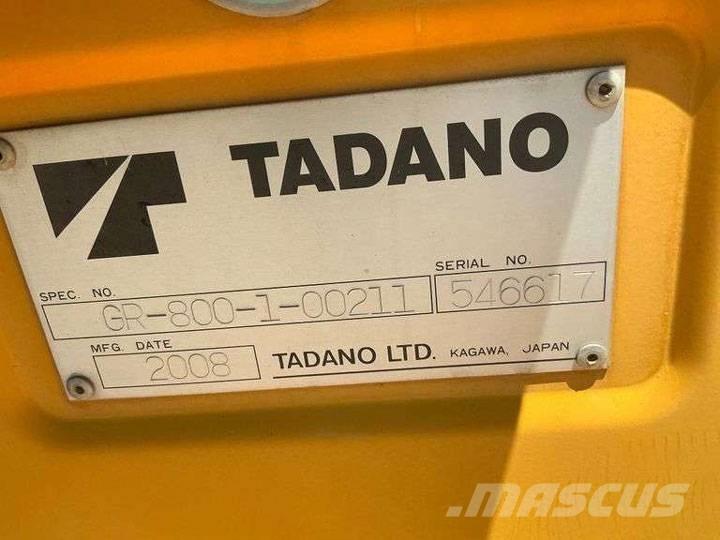 TADANO
SPEC. NO. GR-800-1-00211 SERIAL NO. 546617
MFG. DATE 2008 TADANO LTD. KAGAWA, JAPAN
MASCUS